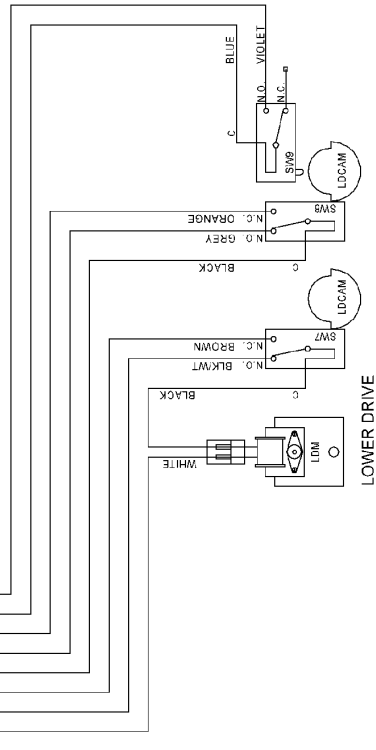 BLUE
VIOLET
N.O.
N.C.
C
SW9
LDCAM
N.C. ORANGE
N.O. GREY
SW8
BLACK
C
LDCAM
N.C. BROWN
N.O. BLK/WT
SW7
BLACK
C
WHITE
LDM
LOWER DRIVE